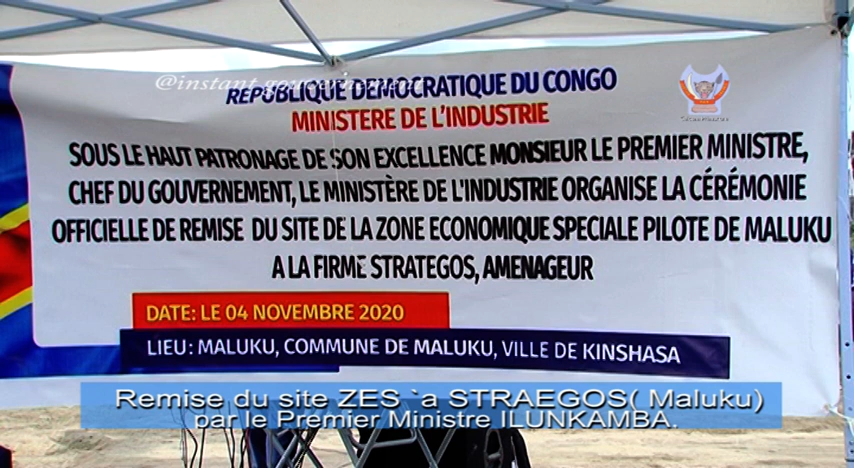 @instant.gouvernement
RÉPUBLIQUE DÉMOCRATIQUE DU CONGO
MINISTERE DE L'INDUSTRIE
SOUS LE HAUT PATRONAGE DE SON EXCELLENCE MONSIEUR LE PREMIER MINISTRE,
CHEF DU GOUVERNEMENT, LE MINISTÈRE DE L'INDUSTRIE ORGANISE LA CÉRÉMONIE
OFFICIELLE DE REMISE DU SITE DE LA ZONE ECONOMIQUE SPECIALE PILOTE DE MALUKU
A LA FIRME STRATEGOS, AMENAGEUR
DATE: LE 04 NOVEMBRE 2020
LIEU: MALUKU, COMMUNE DE MALUKU, VILLE DE KINSHASA
Remise du site ZES `a STRAEGOS( Maluku)
par le Premier Ministre ILUNKAMBA.